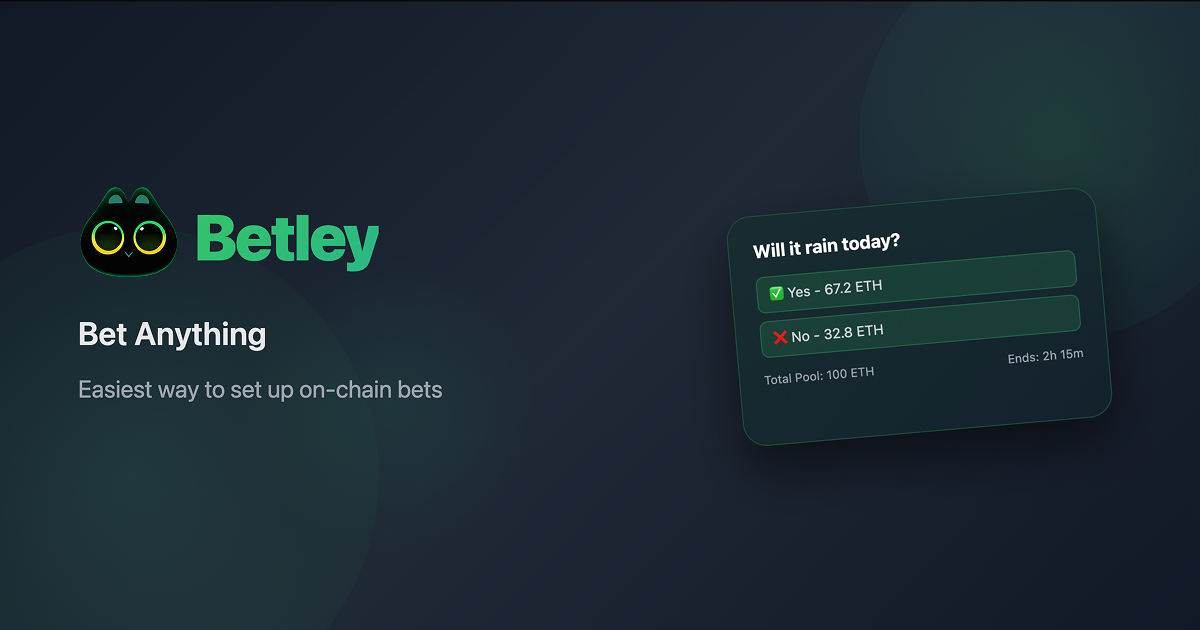 Betley
Bet Anything
Easiest way to set up on-chain bets
Will it rain today?
✅ Yes - 67.2 ETH
❌ No - 32.8 ETH
Total Pool: 100 ETH
Ends: 2h 15m